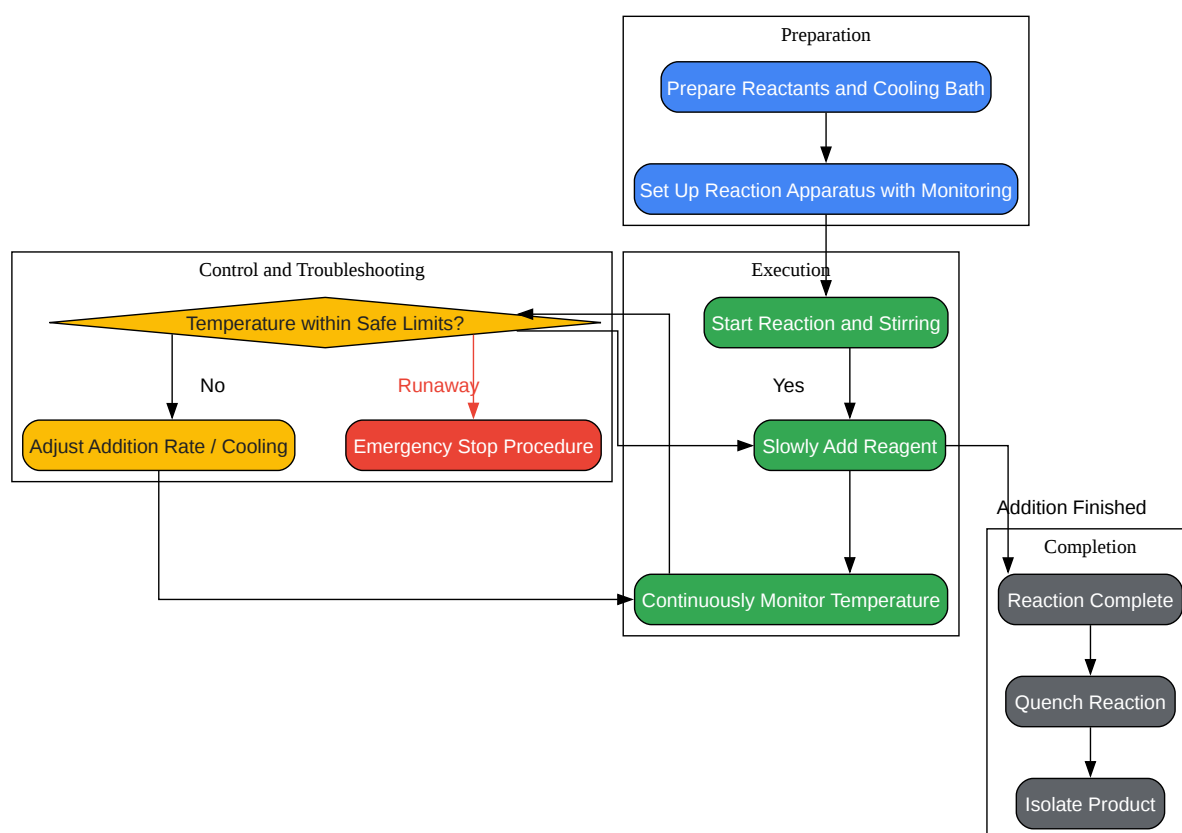 Preparation
Prepare Reactants and Cooling Bath
Set Up Reaction Apparatus with Monitoring
Control and Troubleshooting
Temperature within Safe Limits?
No
Runaway
Adjust Addition Rate / Cooling
Emergency Stop Procedure
Execution
Start Reaction and Stirring
Yes
Slowly Add Reagent
Continuously Monitor Temperature
Addition Finished
Completion
Reaction Complete
Quench Reaction
Isolate Product